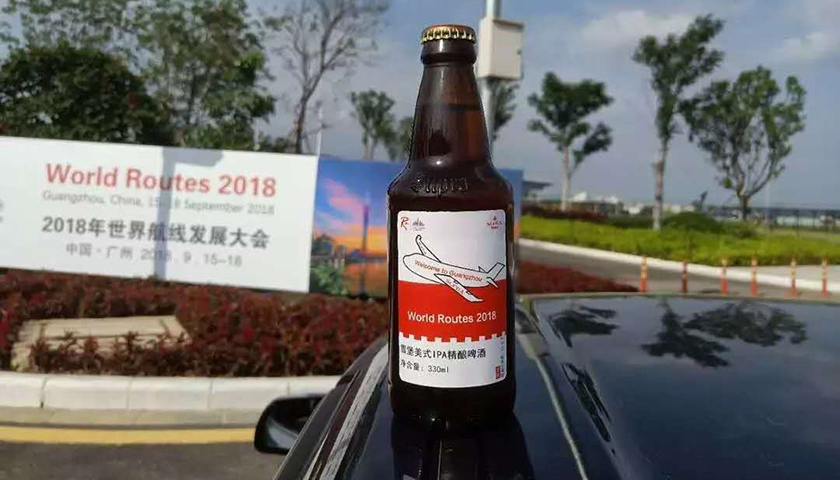 World Routes 2018
Guangzhou, China, 15-18 September 2018
2018年世界航线发展大会
中国·广州 2018.9.15-18
Welcome to Guangzhou
World Routes 2018
雪堡美式IPA精酿啤酒
净含量：330ml